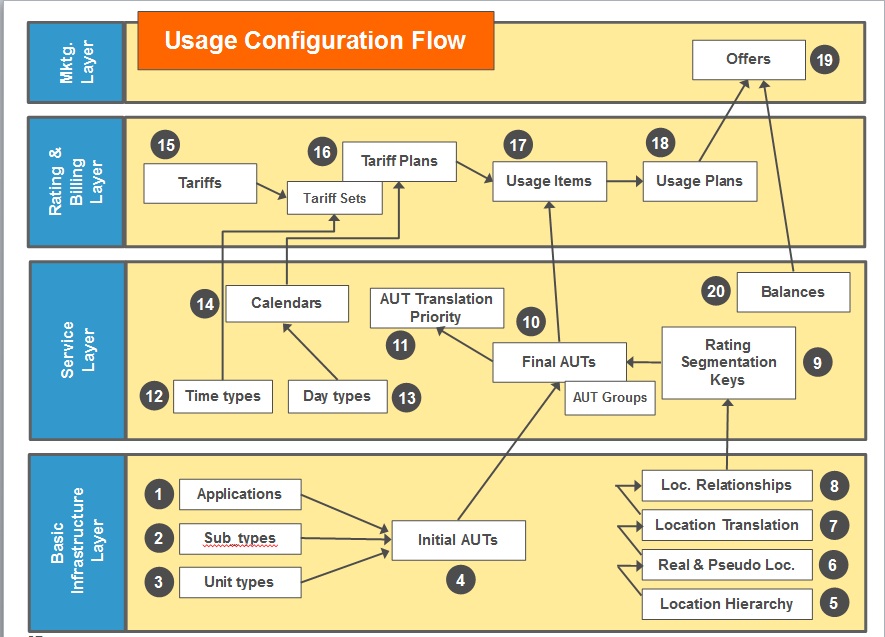 Usage Configuration Flow
Mktg.
Layer
Offers
19
Rating &
Billing
Layer
15
Tariffs
16
Tariff Plans
Tariff Sets
17
Usage Items
18
Usage Plans
Service
Layer
14
Calendars
AUT Translation
Priority
11
10
Final AUTs
AUT Groups
20
Balances
Rating
Segmentation
Keys
9
12
Time types
Day types
13
Basic
Infrastructure
Layer
1
Applications
2
Sub_types
3
Unit types
Initial AUTs
4
Loc. Relationships
8
Location Translation
7
Real & Pseudo Loc.
6
Location Hierarchy
5